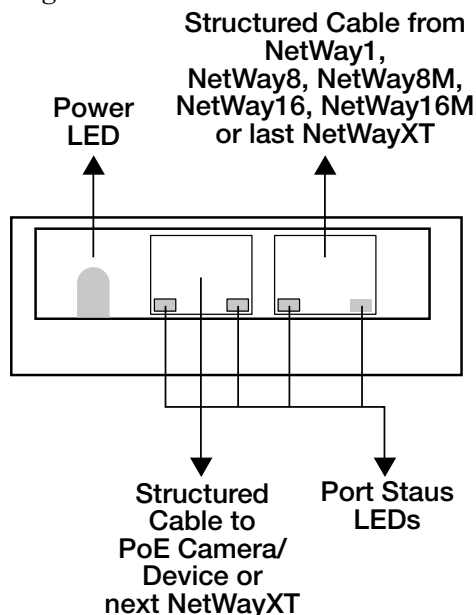 Structured Cable from
NetWay1,
NetWay8, NetWay8M,
NetWay16, NetWay16M
or last NetWayXT
Power
LED
Structured
Cable to
PoE Camera/
Device or
next NetWayXT
Port Staus
LEDs